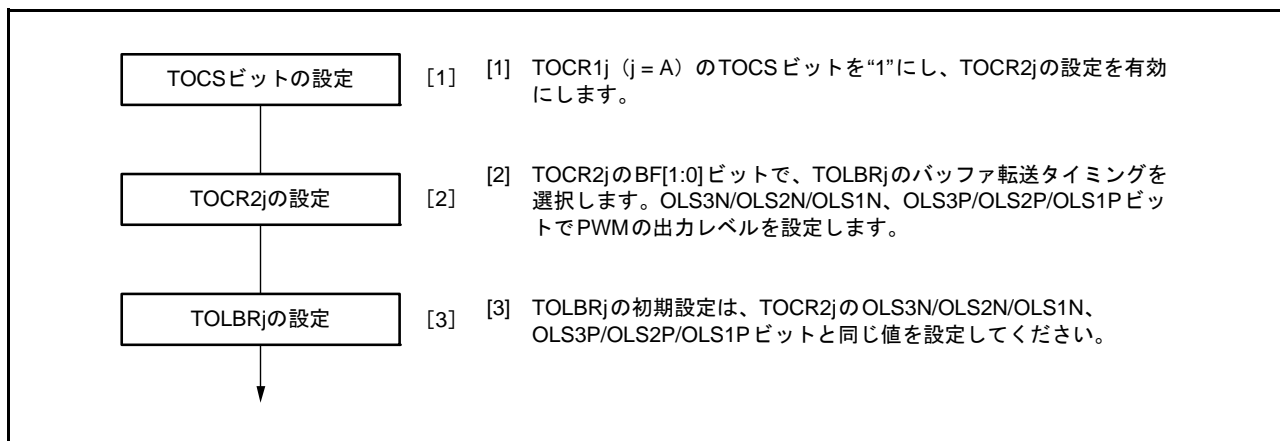 TOCSビットの設定
[1]
[1] TOCR1j（j = A）のTOCSビットを“1”にし、TOCR2jの設定を有効
にします。
TOCR2jの設定
[2]
[2] TOCR2jのBF[1:0]ビットで、TOLBRjのバッファ転送タイミングを
選択します。OLS3N/OLS2N/OLS1N、OLS3P/OLS2P/OLS1Pビッ
トでPWMの出力レベルを設定します。
TOLBRjの設定
[3]
[3] TOLBRjの初期設定は、TOCR2jのOLS3N/OLS2N/OLS1N、
OLS3P/OLS2P/OLS1Pビットと同じ値を設定してください。